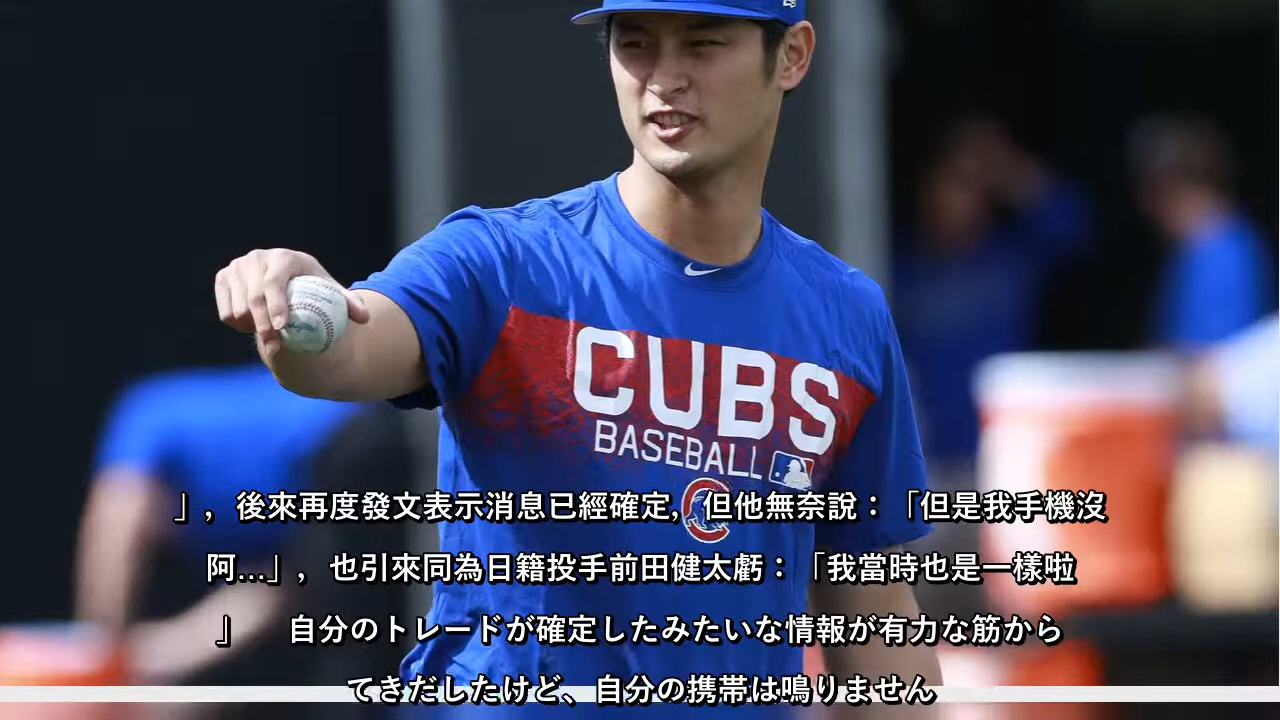 CUBS
BASEBALL
」，後來再度發文表示消息已經確定，但他無奈說：「但是我手機沒
阿...」，也引來同為日籍投手前田健太虧：「我當時也是一樣啦
」　自分のトレードが確定したみたいな情報が有力な筋から
てきだしたけど、自分の携帯は鳴りません